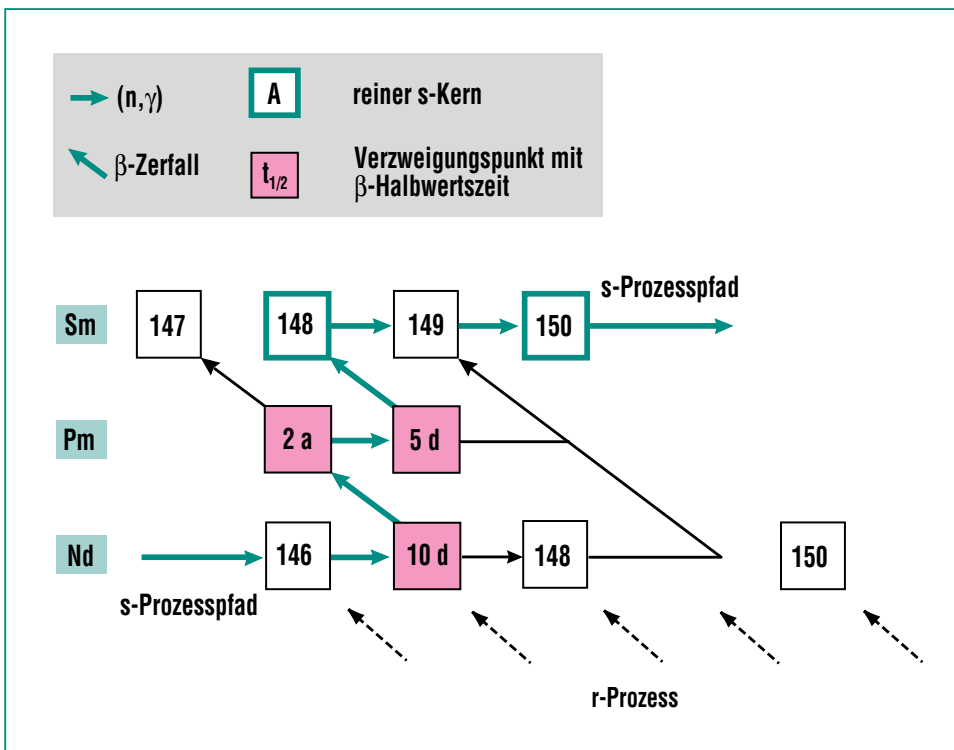 (n,γ)
A
reiner s-Kern
β-Zerfall
t1/2
Verzweigungspunkt mit
β-Halbwertszeit
s-Prozesspfad
Sm
147
148
149
150
Pm
2 a
5 d
Nd
146
10 d
148
150
s-Prozesspfad
r-Prozess